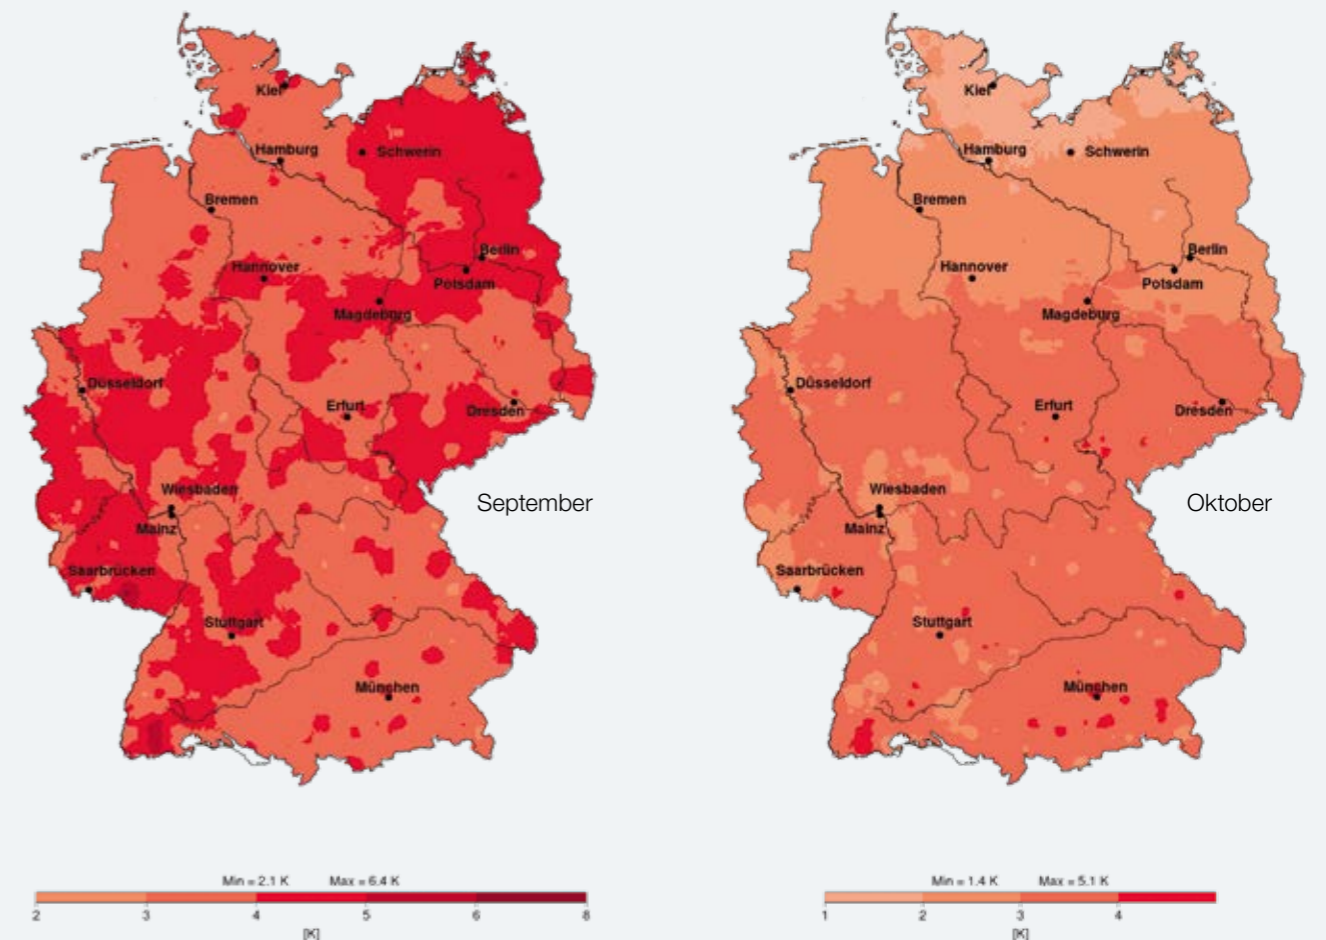 Kiel
Hamburg
Schwerin
Bremen
Berlin
Hannover
Potsdam
Magdeburg
Düsseldorf
Erfurt
Dresden
Wiesbaden
September
Mainz
Saarbrücken
Stuttgart
München
Min = 2.1 K Max = 6.4 K
2 3 4 5 6 8
[K]
Kiel
Hamburg
Schwerin
Bremen
Berlin
Hannover
Potsdam
Magdeburg
Düsseldorf
Erfurt
Dresden
Wiesbaden
Oktober
Mainz
Saarbrücken
Stuttgart
München
Min = 1.4 K Max = 5.1 K
1 2 3 4
[K]